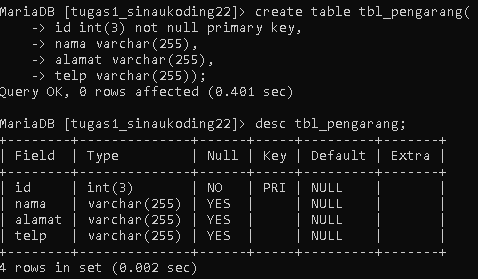 MariaDB [tugas1_sinaukoding22]> create table tbl_pengarang(
    -> id int(3) not null primary key,
    -> nama varchar(255),
    -> alamat varchar(255),
    -> telp varchar(255));
Query OK, 0 rows affected (0.401 sec)

MariaDB [tugas1_sinaukoding22]> desc tbl_pengarang;
+--------+--------------+------+-----+---------+-------+
| Field  | Type         | Null | Key | Default | Extra |
+--------+--------------+------+-----+---------+-------+
| id     | int(3)       | NO   | PRI | NULL    |       |
| nama   | varchar(255) | YES  |     | NULL    |       |
| alamat | varchar(255) | YES  |     | NULL    |       |
| telp   | varchar(255) | YES  |     | NULL    |       |
+--------+--------------+------+-----+---------+-------+
4 rows in set (0.002 sec)